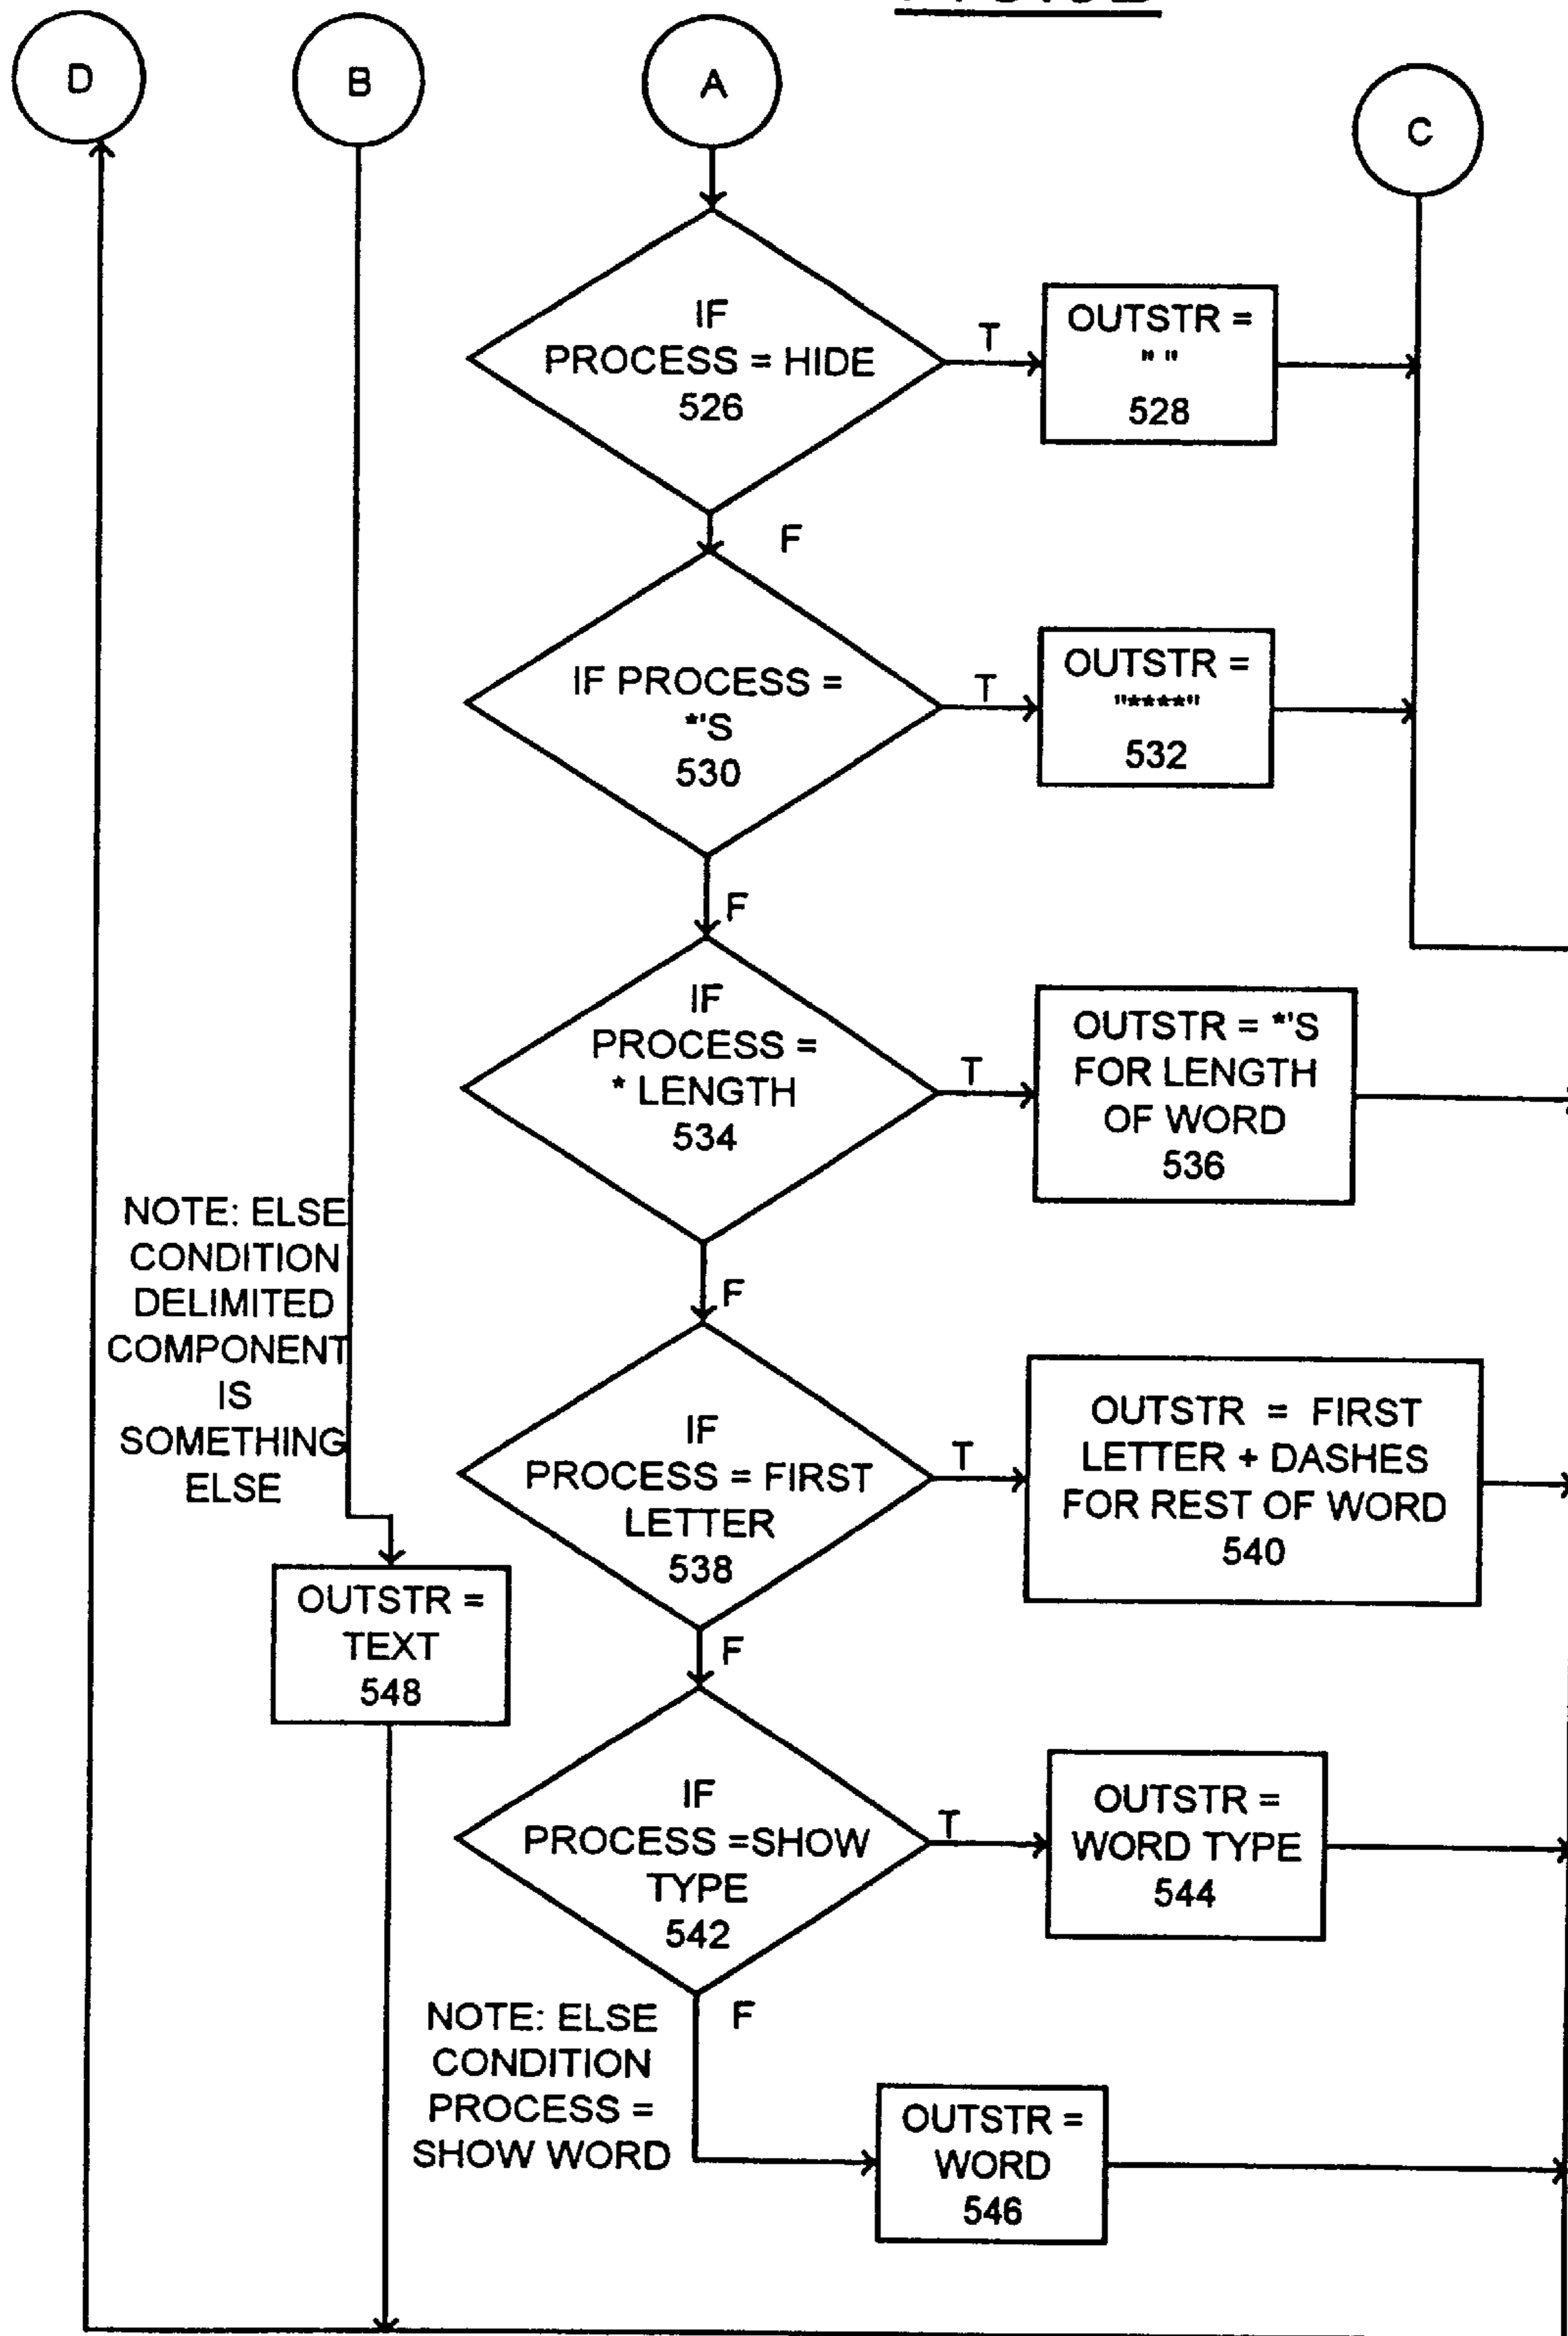 D
B
A
C
IF
PROCESS = HIDE
526
T
OUTSTR =
" "
528
F
IF PROCESS =
*'S
530
T
OUTSTR =
"****"
532
F
IF
PROCESS =
* LENGTH
534
T
OUTSTR = *'S
FOR LENGTH
OF WORD
536
F
NOTE: ELSE
CONDITION
DELIMITED
COMPONENT
IS
SOMETHING
ELSE
IF
PROCESS = FIRST
LETTER
538
T
OUTSTR = FIRST
LETTER + DASHES
FOR REST OF WORD
540
OUTSTR =
TEXT
548
F
IF
PROCESS =SHOW
TYPE
542
T
OUTSTR =
WORD TYPE
544
F
NOTE: ELSE
CONDITION
PROCESS =
SHOW WORD
OUTSTR =
WORD
546